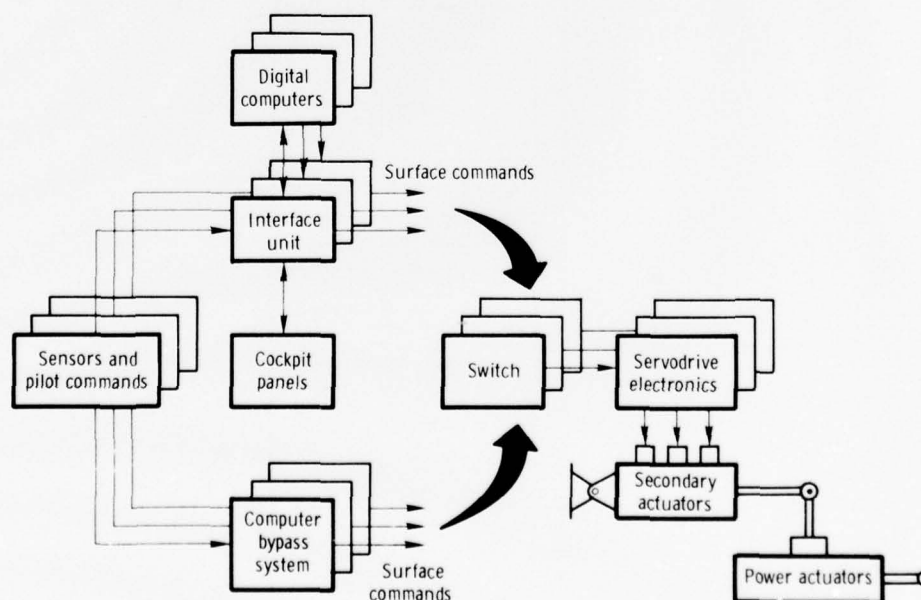 Digital
computers
Surface commands
Interface
unit
Sensors and
pilot commands
Cockpit
panels
Switch
Servodrive
electronics
Secondary
actuators
Computer
bypass
system
Surface
commands
Power actuators